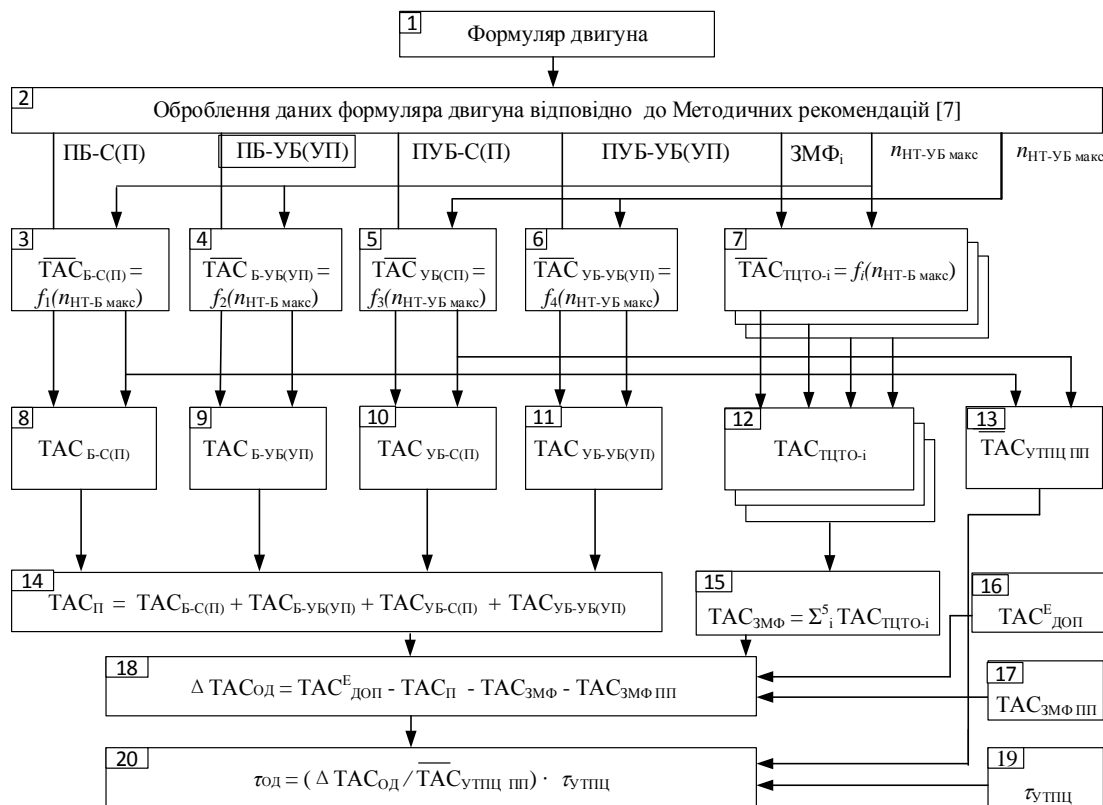 1
Формуляр двигуна
2
Оброблення даних формуляра двигуна відповідно до Методичних рекомендацій [7]
ПБ-С(П) ПБ-УБ(УП) ПУБ-С(П) ПУБ-УБ(УП) ЗМФi nНТ-УБ макс nНТ-УБ макс
3
TACБ-С(П) =
f1(nНТ-Б макс)
4
TACБ-УБ(УП) =
f2(nНТ-Б макс)
5
TACУБ(СП) =
f3(nНТ-УБ макс)
6
TACУБ-УБ(УП) =
f4(nНТ-УБ макс)
7
TACТЦТО-i = fi(nНТ-Б макс)
8
TACБ-С(П)
9
TACБ-УБ(УП)
10
TACУБ-С(П)
11
TACУБ-УБ(УП)
12
TACТЦТО-i
13
TACУТПЦ ПП
14
TACП = TACБ-С(П) + TACБ-УБ(УП) + TACУБ-С(П) + TACУБ-УБ(УП)
15
TACЗМФ = Σ5i TACТЦТО-i
16
TACЕДОП
18
Δ TACОД = TACЕДОП - TACП - TACЗМФ - TACЗМФ ПП
17
TACЗМФ ПП
20
τОД = ( Δ TACОД / TACУТПЦ ПП) · τУТПЦ
19
τУТПЦ